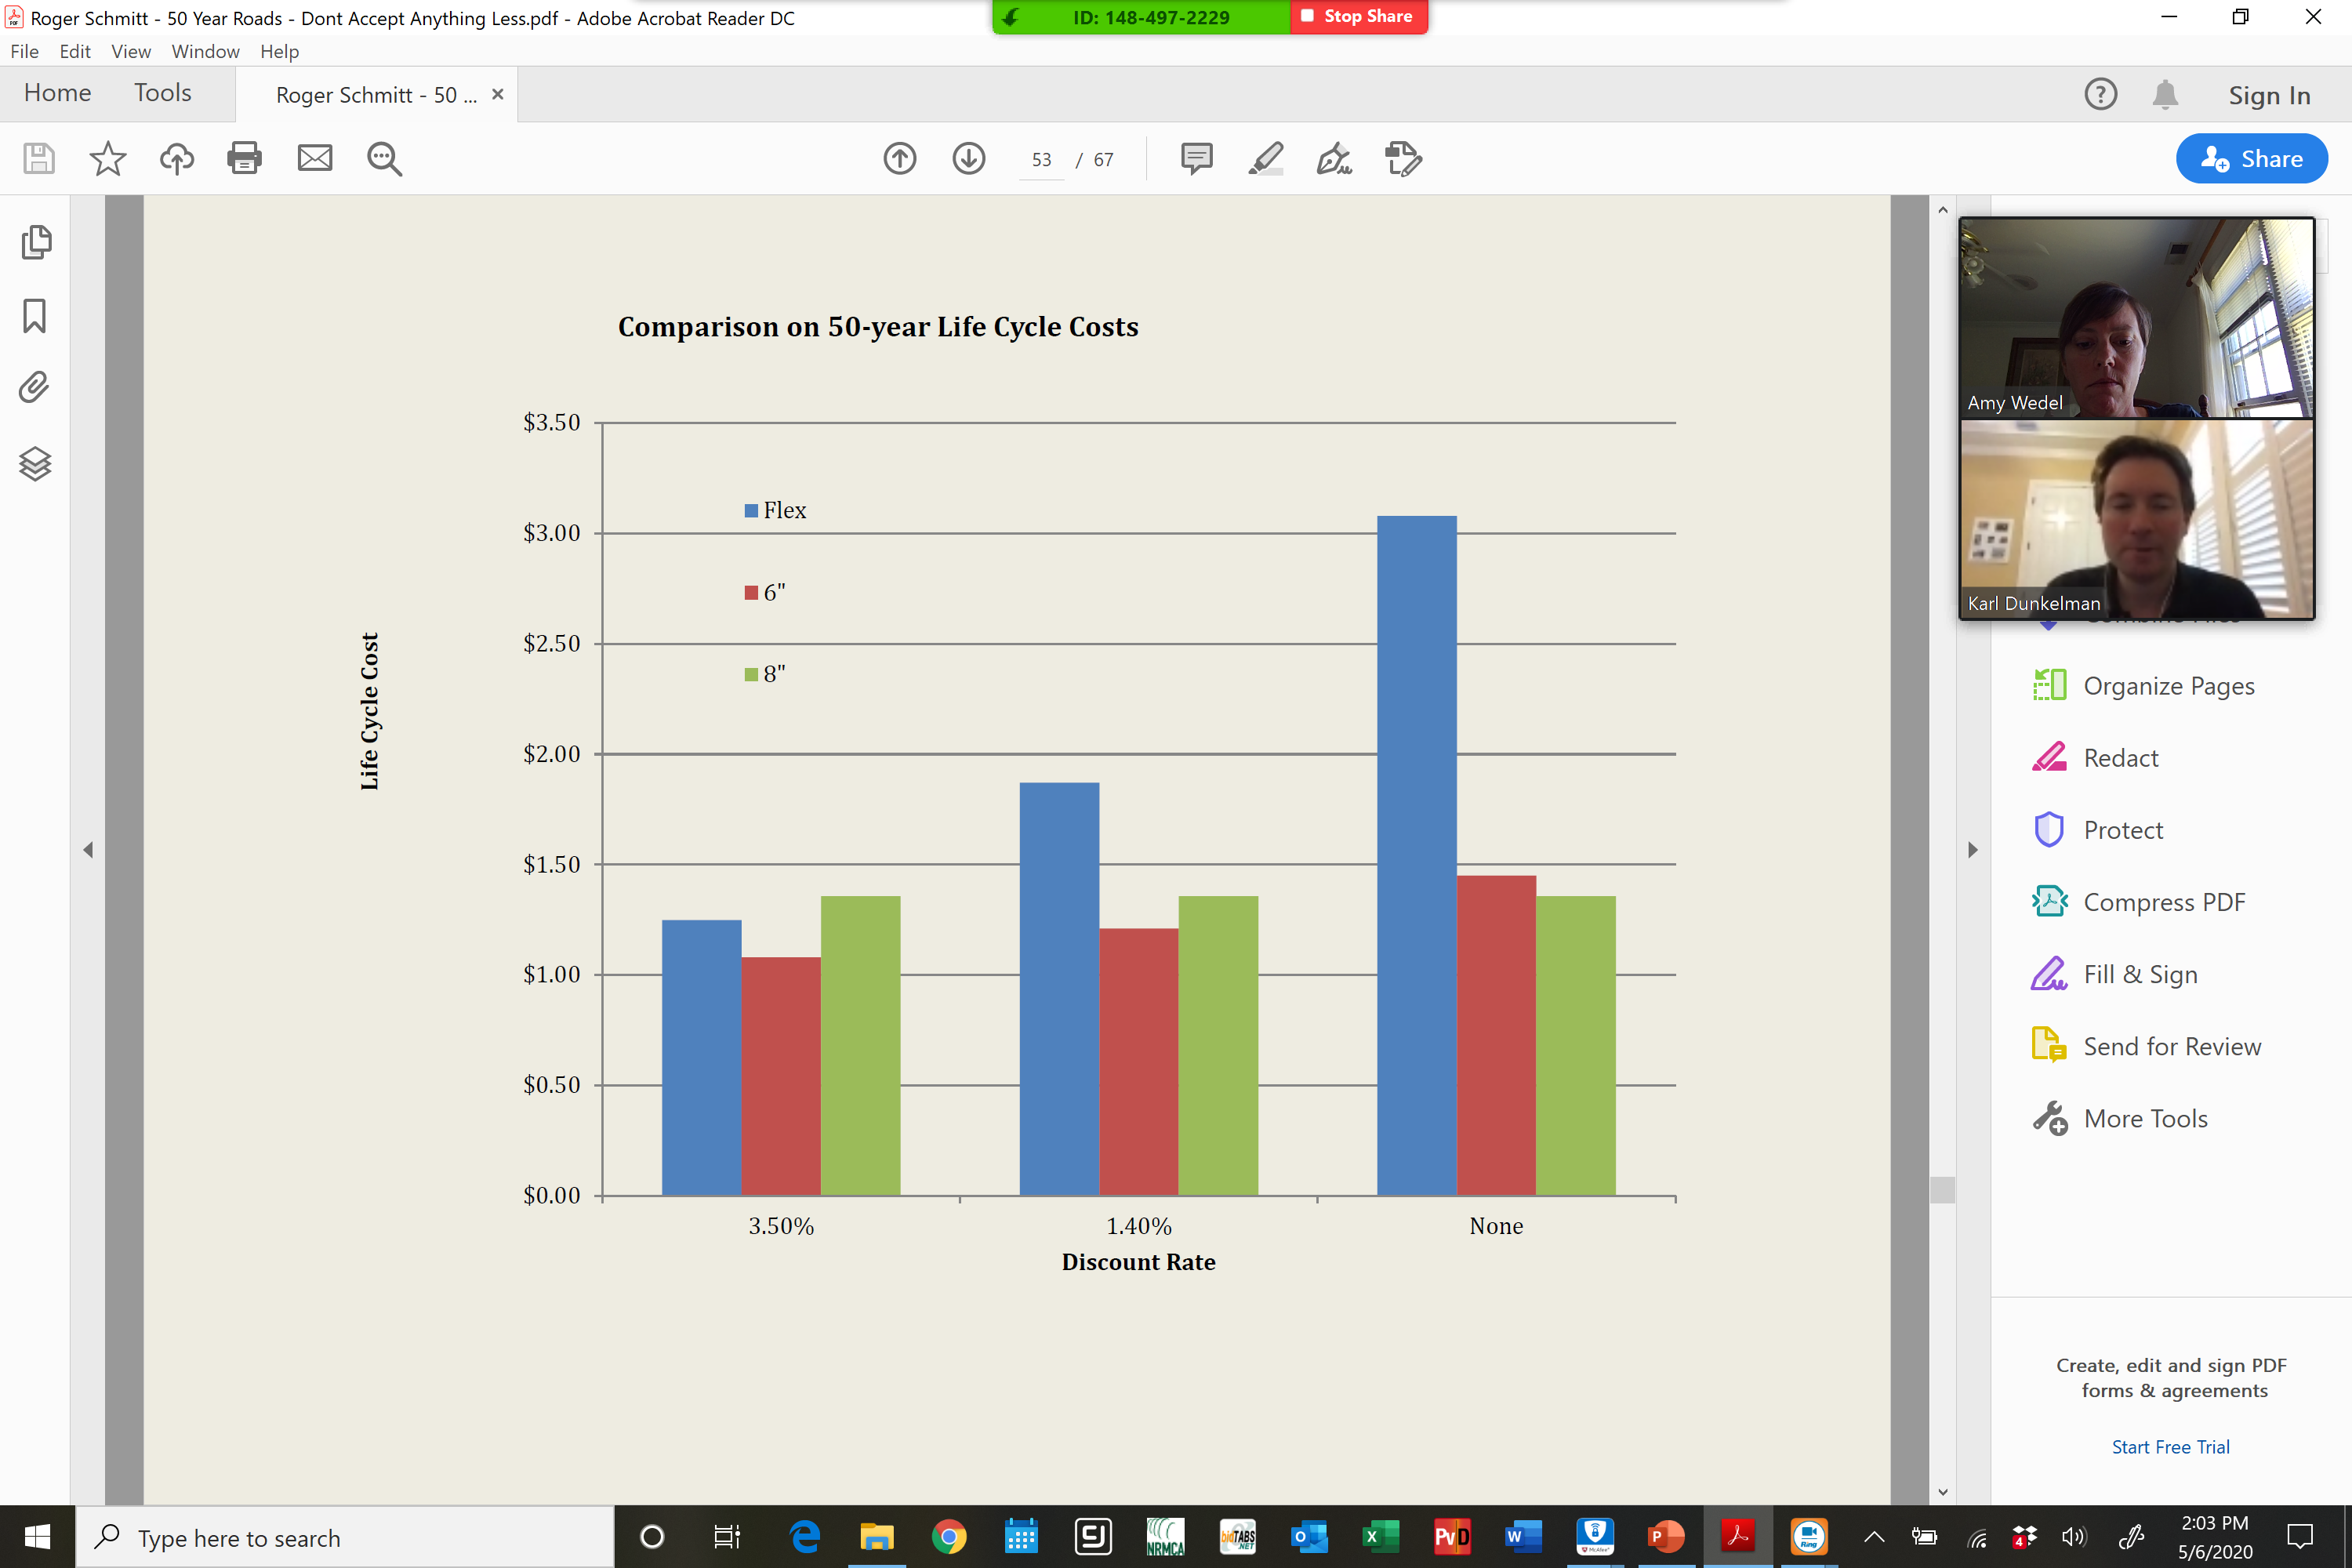 Roger Schmitt - 50 Year Roads - Dont Accept Anything Less.pdf - Adobe Acrobat Reader DC
ID: 148-497-2229
Stop Share
File Edit View Window Help
Home Tools Roger Schmitt - 50 ... ×
Sign In
53 / 67
Share
Comparison on 50-year Life Cycle Costs
Life Cycle Cost
$3.50
$3.00
$2.50
$2.00
$1.50
$1.00
$0.50
$0.00
Flex
6"
8"
3.50% 1.40% None
Discount Rate
Amy Wedel
Karl Dunkelman
Organize Pages
Redact
Protect
Compress PDF
Fill & Sign
Send for Review
More Tools
Create, edit and sign PDF
forms & agreements
Start Free Trial
Type here to search
NRMCA
PvD
Ring
4
2:03 PM
5/6/2020